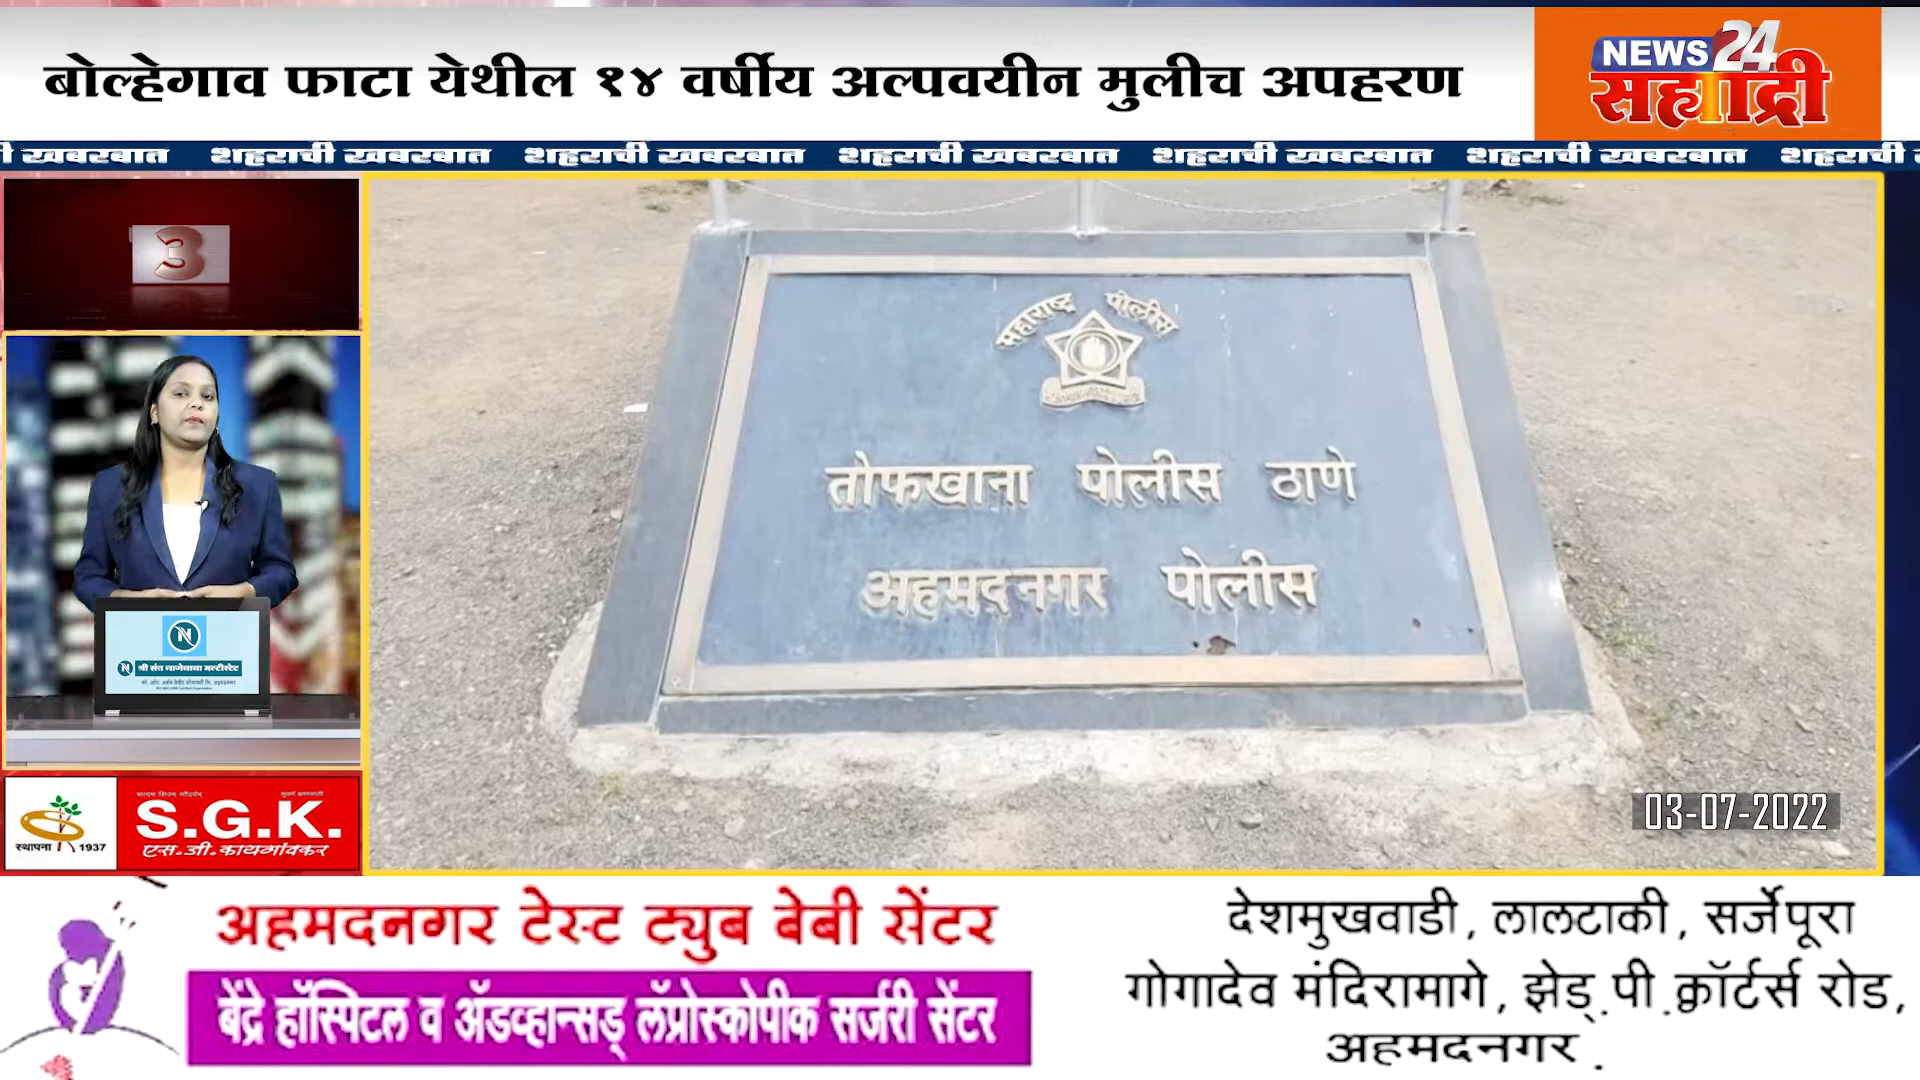 बोल्हेगाव फाटा येथील १४ वर्षीय अल्पवयीन मुलीच अपहरण
NEWS 24
सह्याद्री
शहराची खबरबात शहराची खबरबात शहराची खबरबात शहराची खबरबात शहराची खबरबात
3
महाराष्ट्र पोलीस
तोफखाना पोलीस ठाणे
अहमदनगर पोलीस
N
श्री संत नागेबाबा मल्टीस्टेट
S.G.K.
स्थापना 1937
एस.जी.कायगांवकर
03-07-2022
अहमदनगर टेस्ट ट्युब बेबी सेंटर
बेंद्रे हॉस्पिटल व ॲडव्हान्सड् लॅप्रोस्कोपीक सर्जरी सेंटर
देशमुखवाडी, लालटाकी, सर्जेपूरा
गोगादेव मंदिरामागे, झेड्.पी.क्वॉर्टर्स रोड,
अहमदनगर.